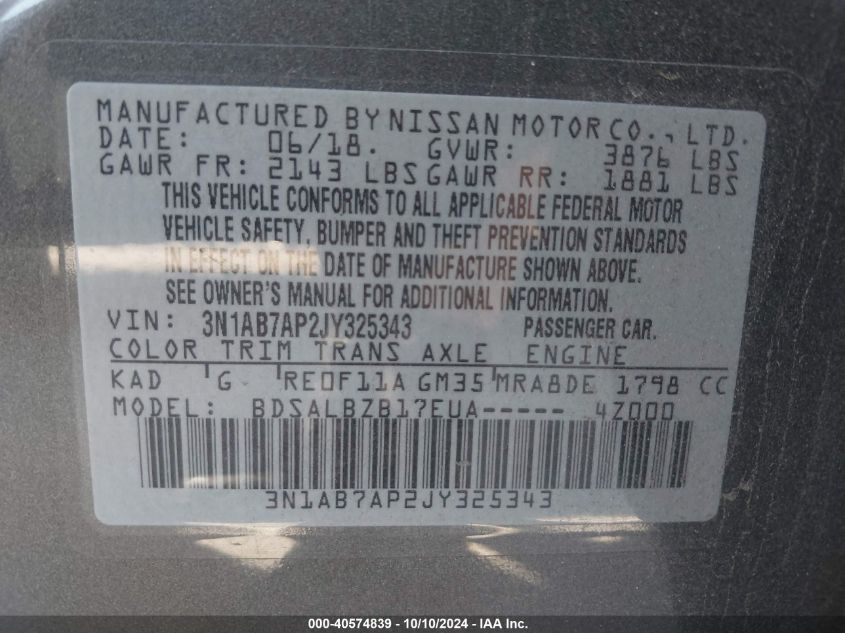 MANUFACTURED BY NISSAN MOTOR CO., LTD.
DATE: 06/18. GVWR: 3876 LBS
GAWR FR: 2143 LBS GAWR RR: 1881 LBS
THIS VEHICLE CONFORMS TO ALL APPLICABLE FEDERAL MOTOR
VEHICLE SAFETY, BUMPER AND THEFT PREVENTION STANDARDS
IN EFFECT ON THE DATE OF MANUFACTURE SHOWN ABOVE.
SEE OWNER'S MANUAL FOR ADDITIONAL INFORMATION.
VIN: 3N1AB7AP2JY325343 PASSENGER CAR.
COLOR TRIM TRANS AXLE ENGINE
KAD G RE0F11A GM35 MRA8DE 1798 CC
MODEL: BDSALBZB17EUA----- 4Z000
3N1AB7AP2JY325343
000-40574839 - 10/10/2024 - IAA Inc.